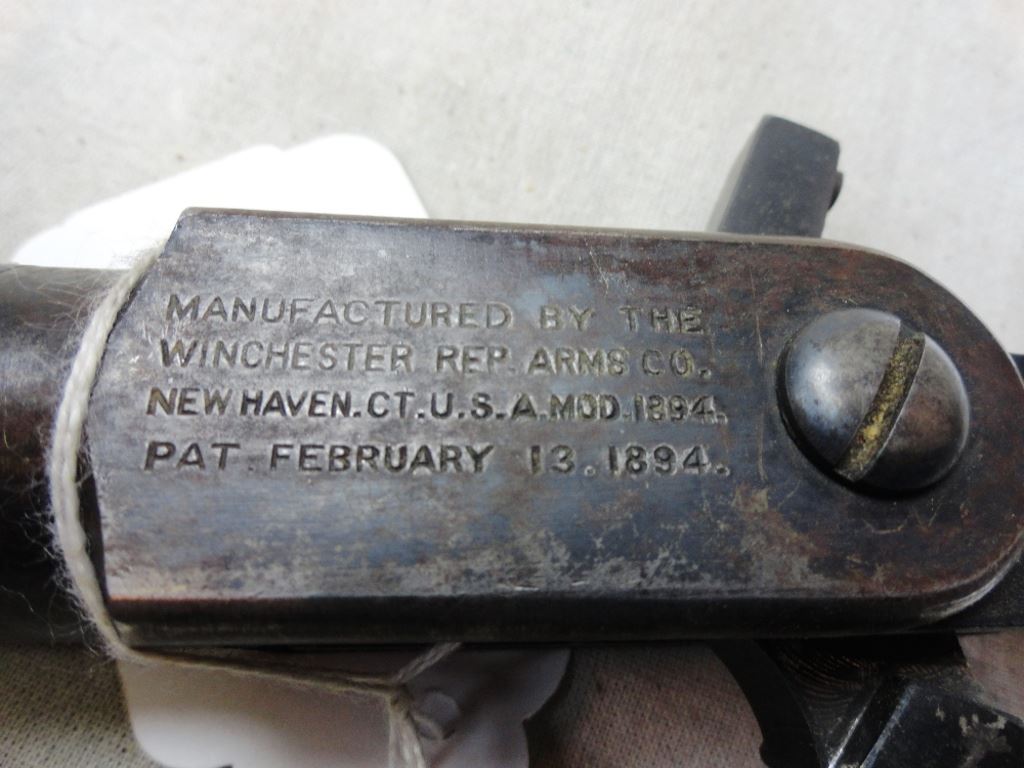 MANUFACTURED BY THE
WINCHESTER REP. ARMS CO.
NEW HAVEN.CT.U.S.A.MOD.1894.
PAT. FEBRUARY 13.1894.